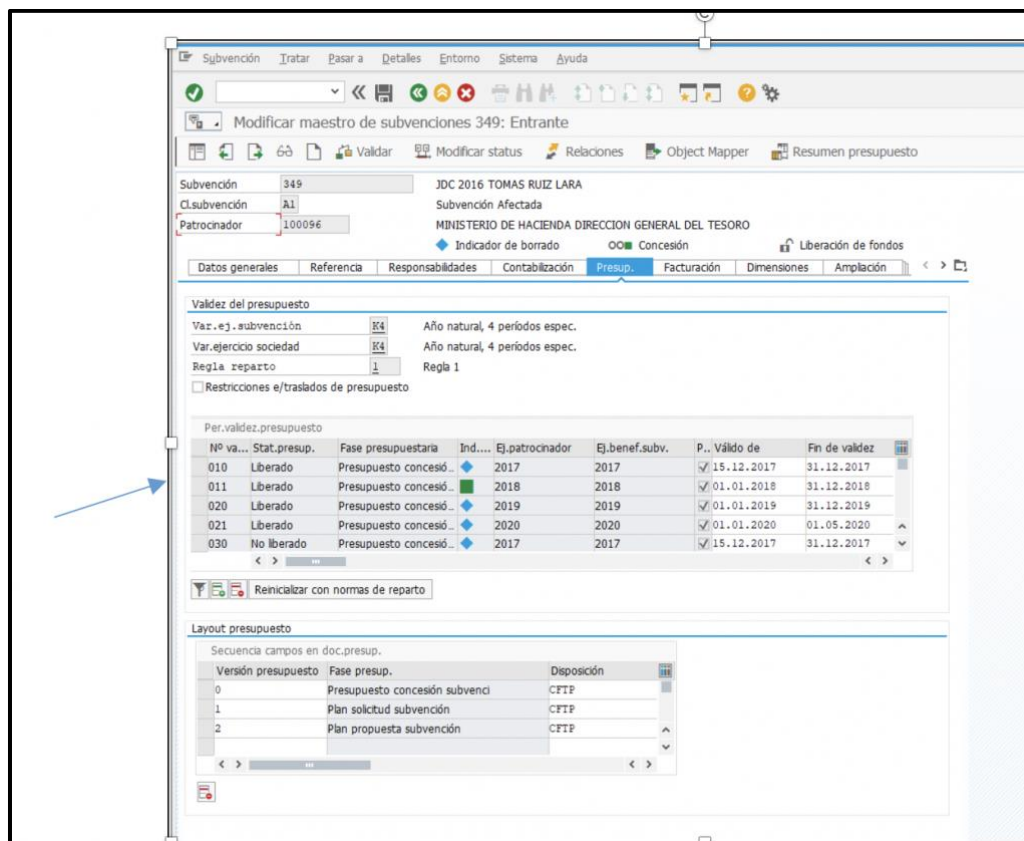 Subvención Tratar Pasar a Detalles Entorno Sistema Ayuda
Modificar maestro de subvenciones 349: Entrante
Validar Modificar status Relaciones Object Mapper Resumen presupuesto
Subvención 349 JDC 2016 TOMAS RUIZ LARA
Cl.subvención A1 Subvención Afectada
Patrocinador 100096 MINISTERIO DE HACIENDA DIRECCION GENERAL DEL TESORO
Indicador de borrado Concesión Liberación de fondos
Datos generales Referencia Responsabilidades Contabilización Presup. Facturación Dimensiones Ampliación
Validez del presupuesto
Var.ej.subvención K4 Año natural, 4 períodos espec.
Var.ejercicio sociedad K4 Año natural, 4 períodos espec.
Regla reparto 1 Regla 1
Restricciones e/traslados de presupuesto
Per.validez.presupuesto
Nº va... Stat.presup. Fase presupuestaria Ind.... Ej.patrocinador Ej.benef.subv. P.. Válido de Fin de validez
010 Liberado Presupuesto concesió... 2017 2017 15.12.2017 31.12.2017
011 Liberado Presupuesto concesió... 2018 2018 01.01.2018 31.12.2018
020 Liberado Presupuesto concesió... 2019 2019 01.01.2019 31.12.2019
021 Liberado Presupuesto concesió... 2020 2020 01.01.2020 01.05.2020
030 No liberado Presupuesto concesió... 2017 2017 15.12.2017 31.12.2017
Reinicializar con normas de reparto
Layout presupuesto
Secuencia campos en doc.presup.
Versión presupuesto Fase presup. Disposición
0 Presupuesto concesión subvenci CFTP
1 Plan solicitud subvención CFTP
2 Plan propuesta subvención CFTP